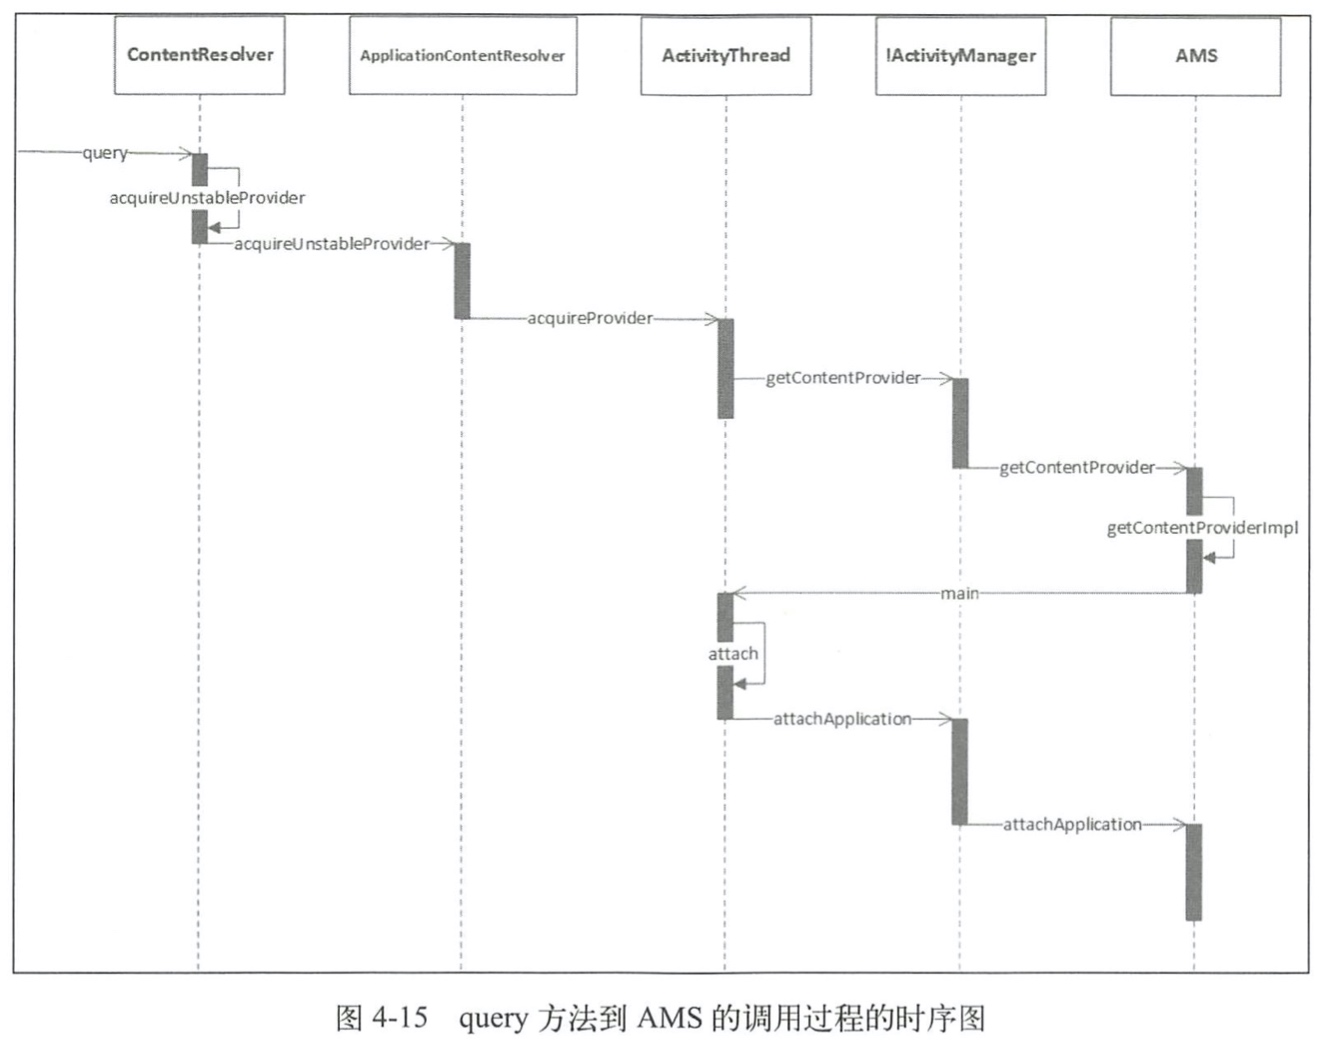 ContentResolver
ApplicationContentResolver
ActivityThread
IActivityManager
AMS
query
acquireUnstableProvider
acquireUnstableProvider
acquireProvider
getContentProvider
getContentProvider
getContentProviderImpl
main
attach
attachApplication
attachApplication
图 4-15 query 方法到 AMS 的调用过程的时序图